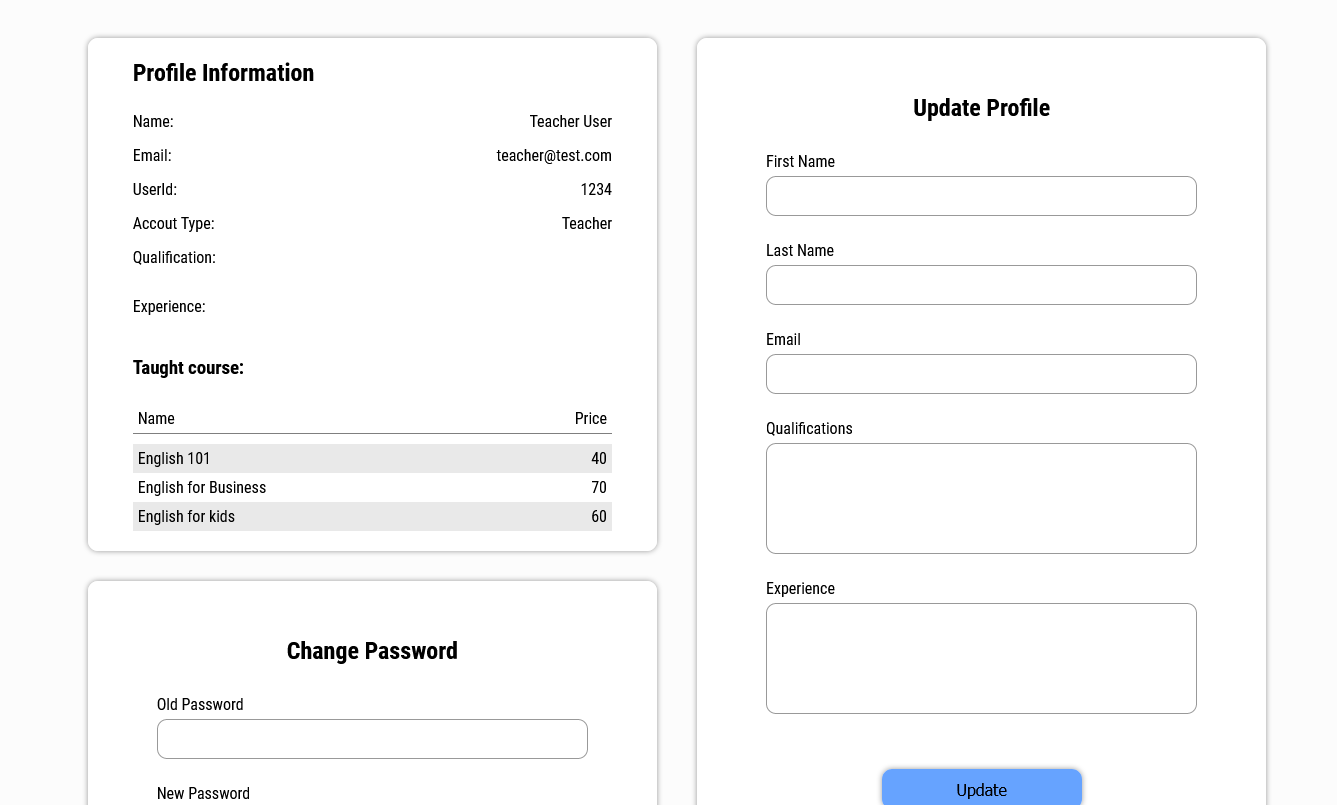 Profile Information
Name: Teacher User
Email: teacher@test.com
UserId: 1234
Accout Type: Teacher
Qualification:
Experience:
Taught course:
Name Price
English 101 40
English for Business 70
English for kids 60
Change Password
Old Password
New Password
Update Profile
First Name
Last Name
Email
Qualifications
Experience
Update